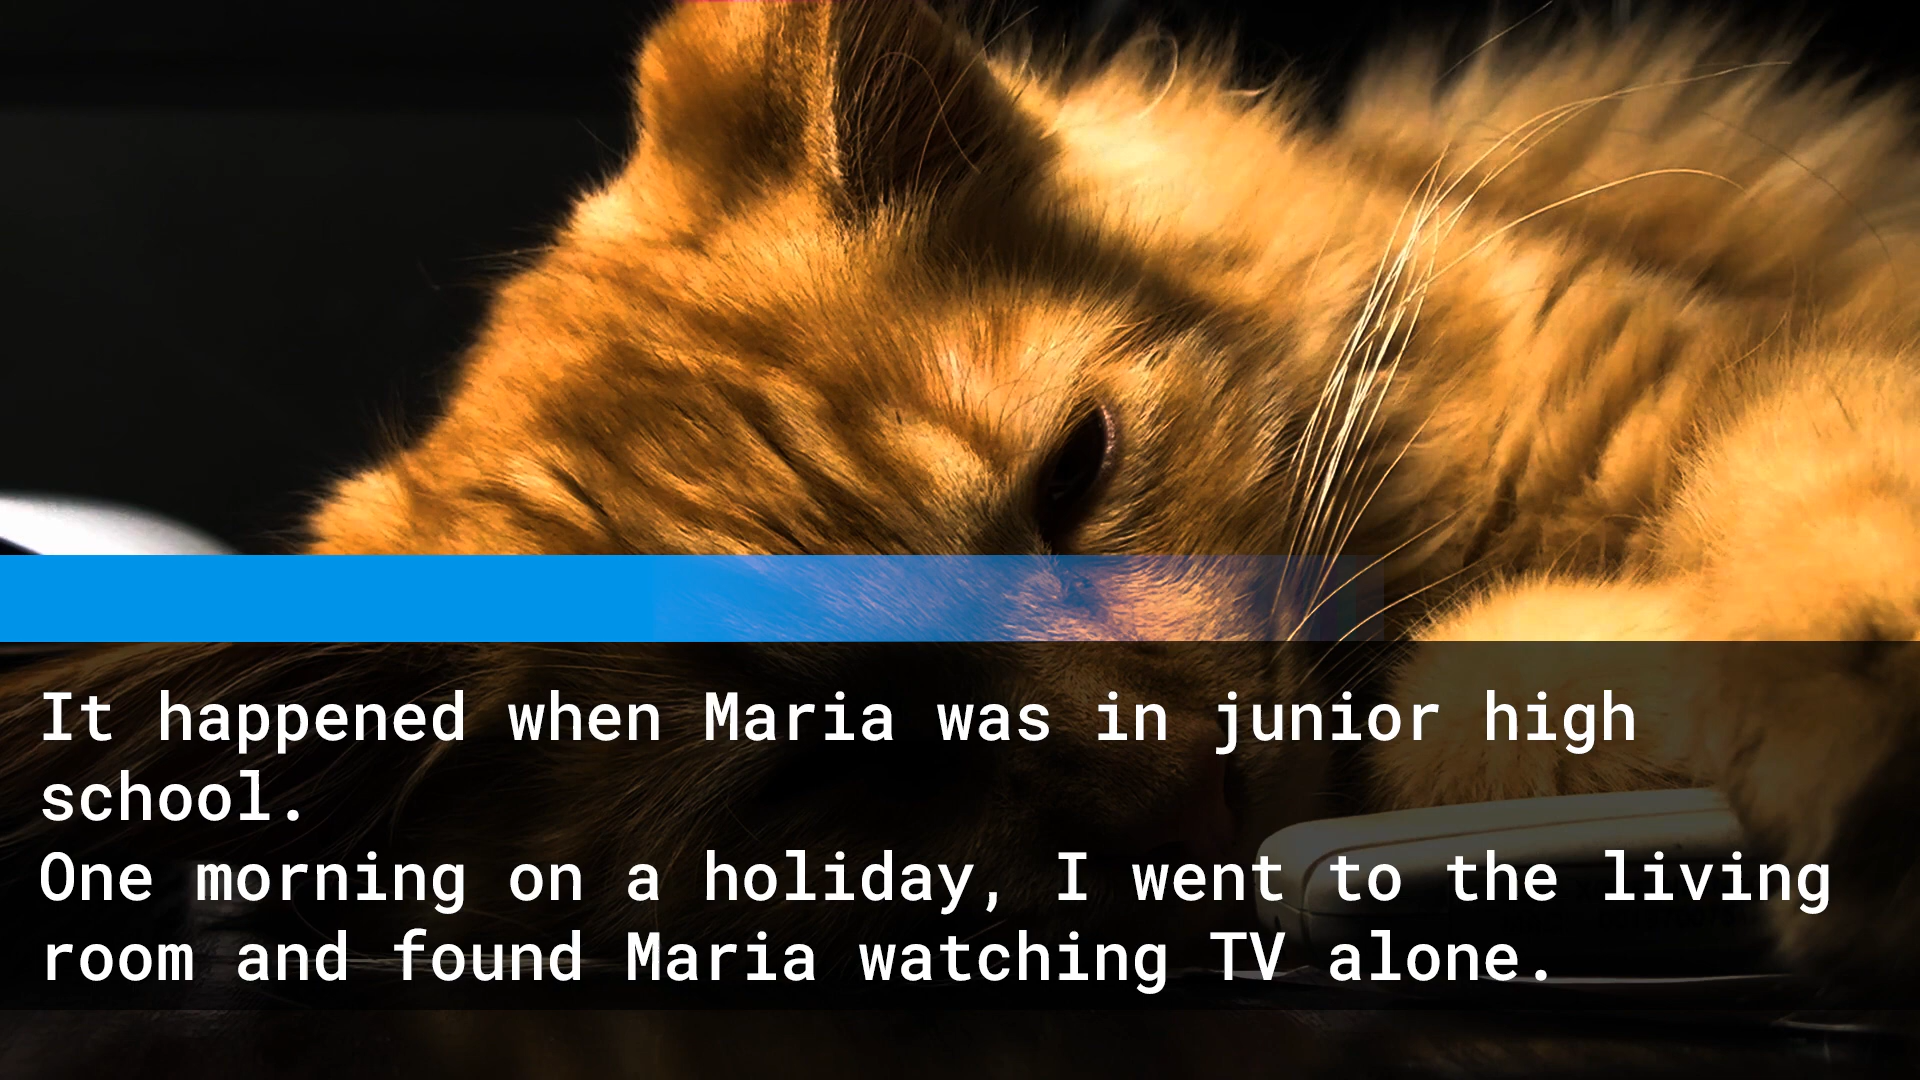 It happened when Maria was in junior high
school.
One morning on a holiday, I went to the living
room and found Maria watching TV alone.